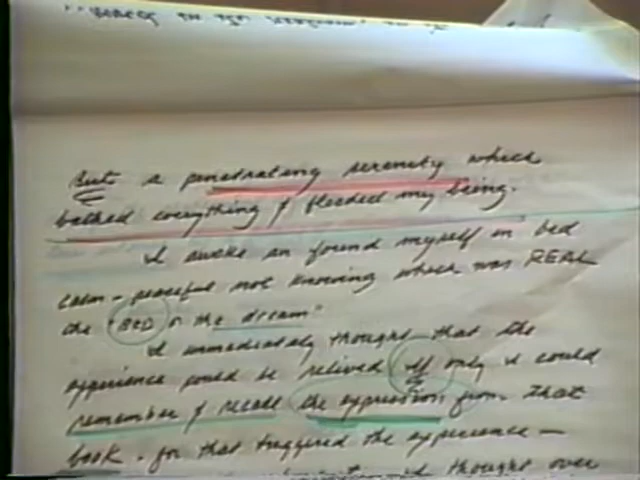 But a penetrating serenity which
bathed everything & flooded my being.
I awoke an found myself in bed
calm - peaceful not knowing which was REAL
the "BED or the dream"
I immediately thought that the
experience could be relived if only I could
remember & recall the expression from that
book - for that triggered the experience -
thought over